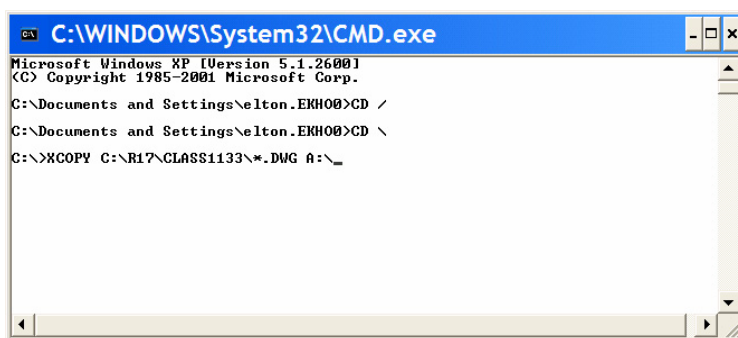 C:\WINDOWS\System32\CMD.exe
Microsoft Windows XP [Version 5.1.2600]
(C) Copyright 1985-2001 Microsoft Corp.
C:\Documents and Settings\elton.EKHO0>CD /
C:\Documents and Settings\elton.EKHO0>CD \
C:\>XCOPY C:\R17\CLASS1133\*.DWG A:\_